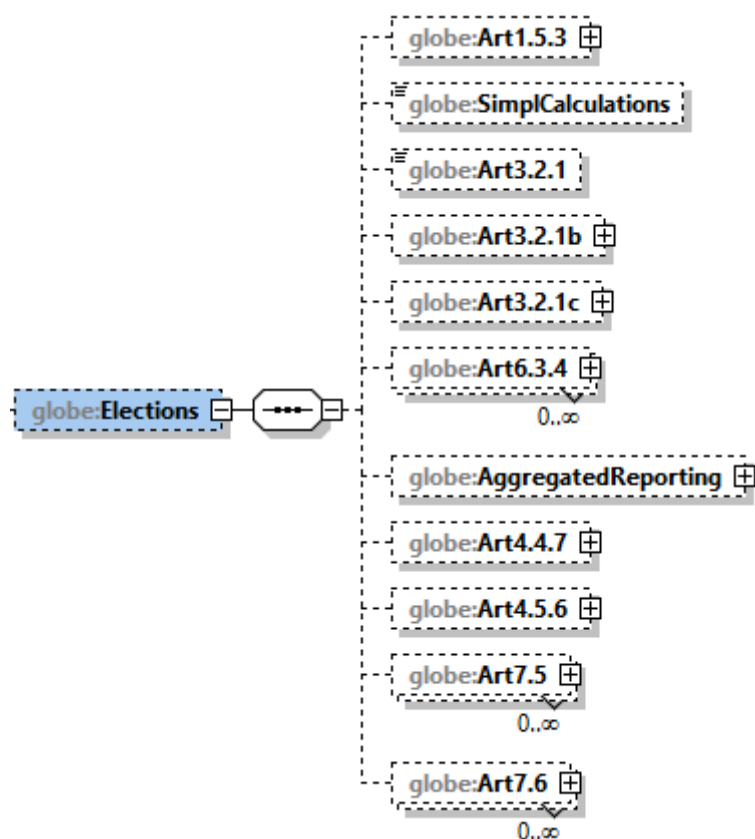 globe:Art1.5.3
globe:SimplCalculations
globe:Art3.2.1
globe:Art3.2.1b
globe:Art3.2.1c
globe:Art6.3.4
0..∞
globe:Elections
globe:AggregatedReporting
globe:Art4.4.7
globe:Art4.5.6
globe:Art7.5
0..∞
globe:Art7.6
0..∞